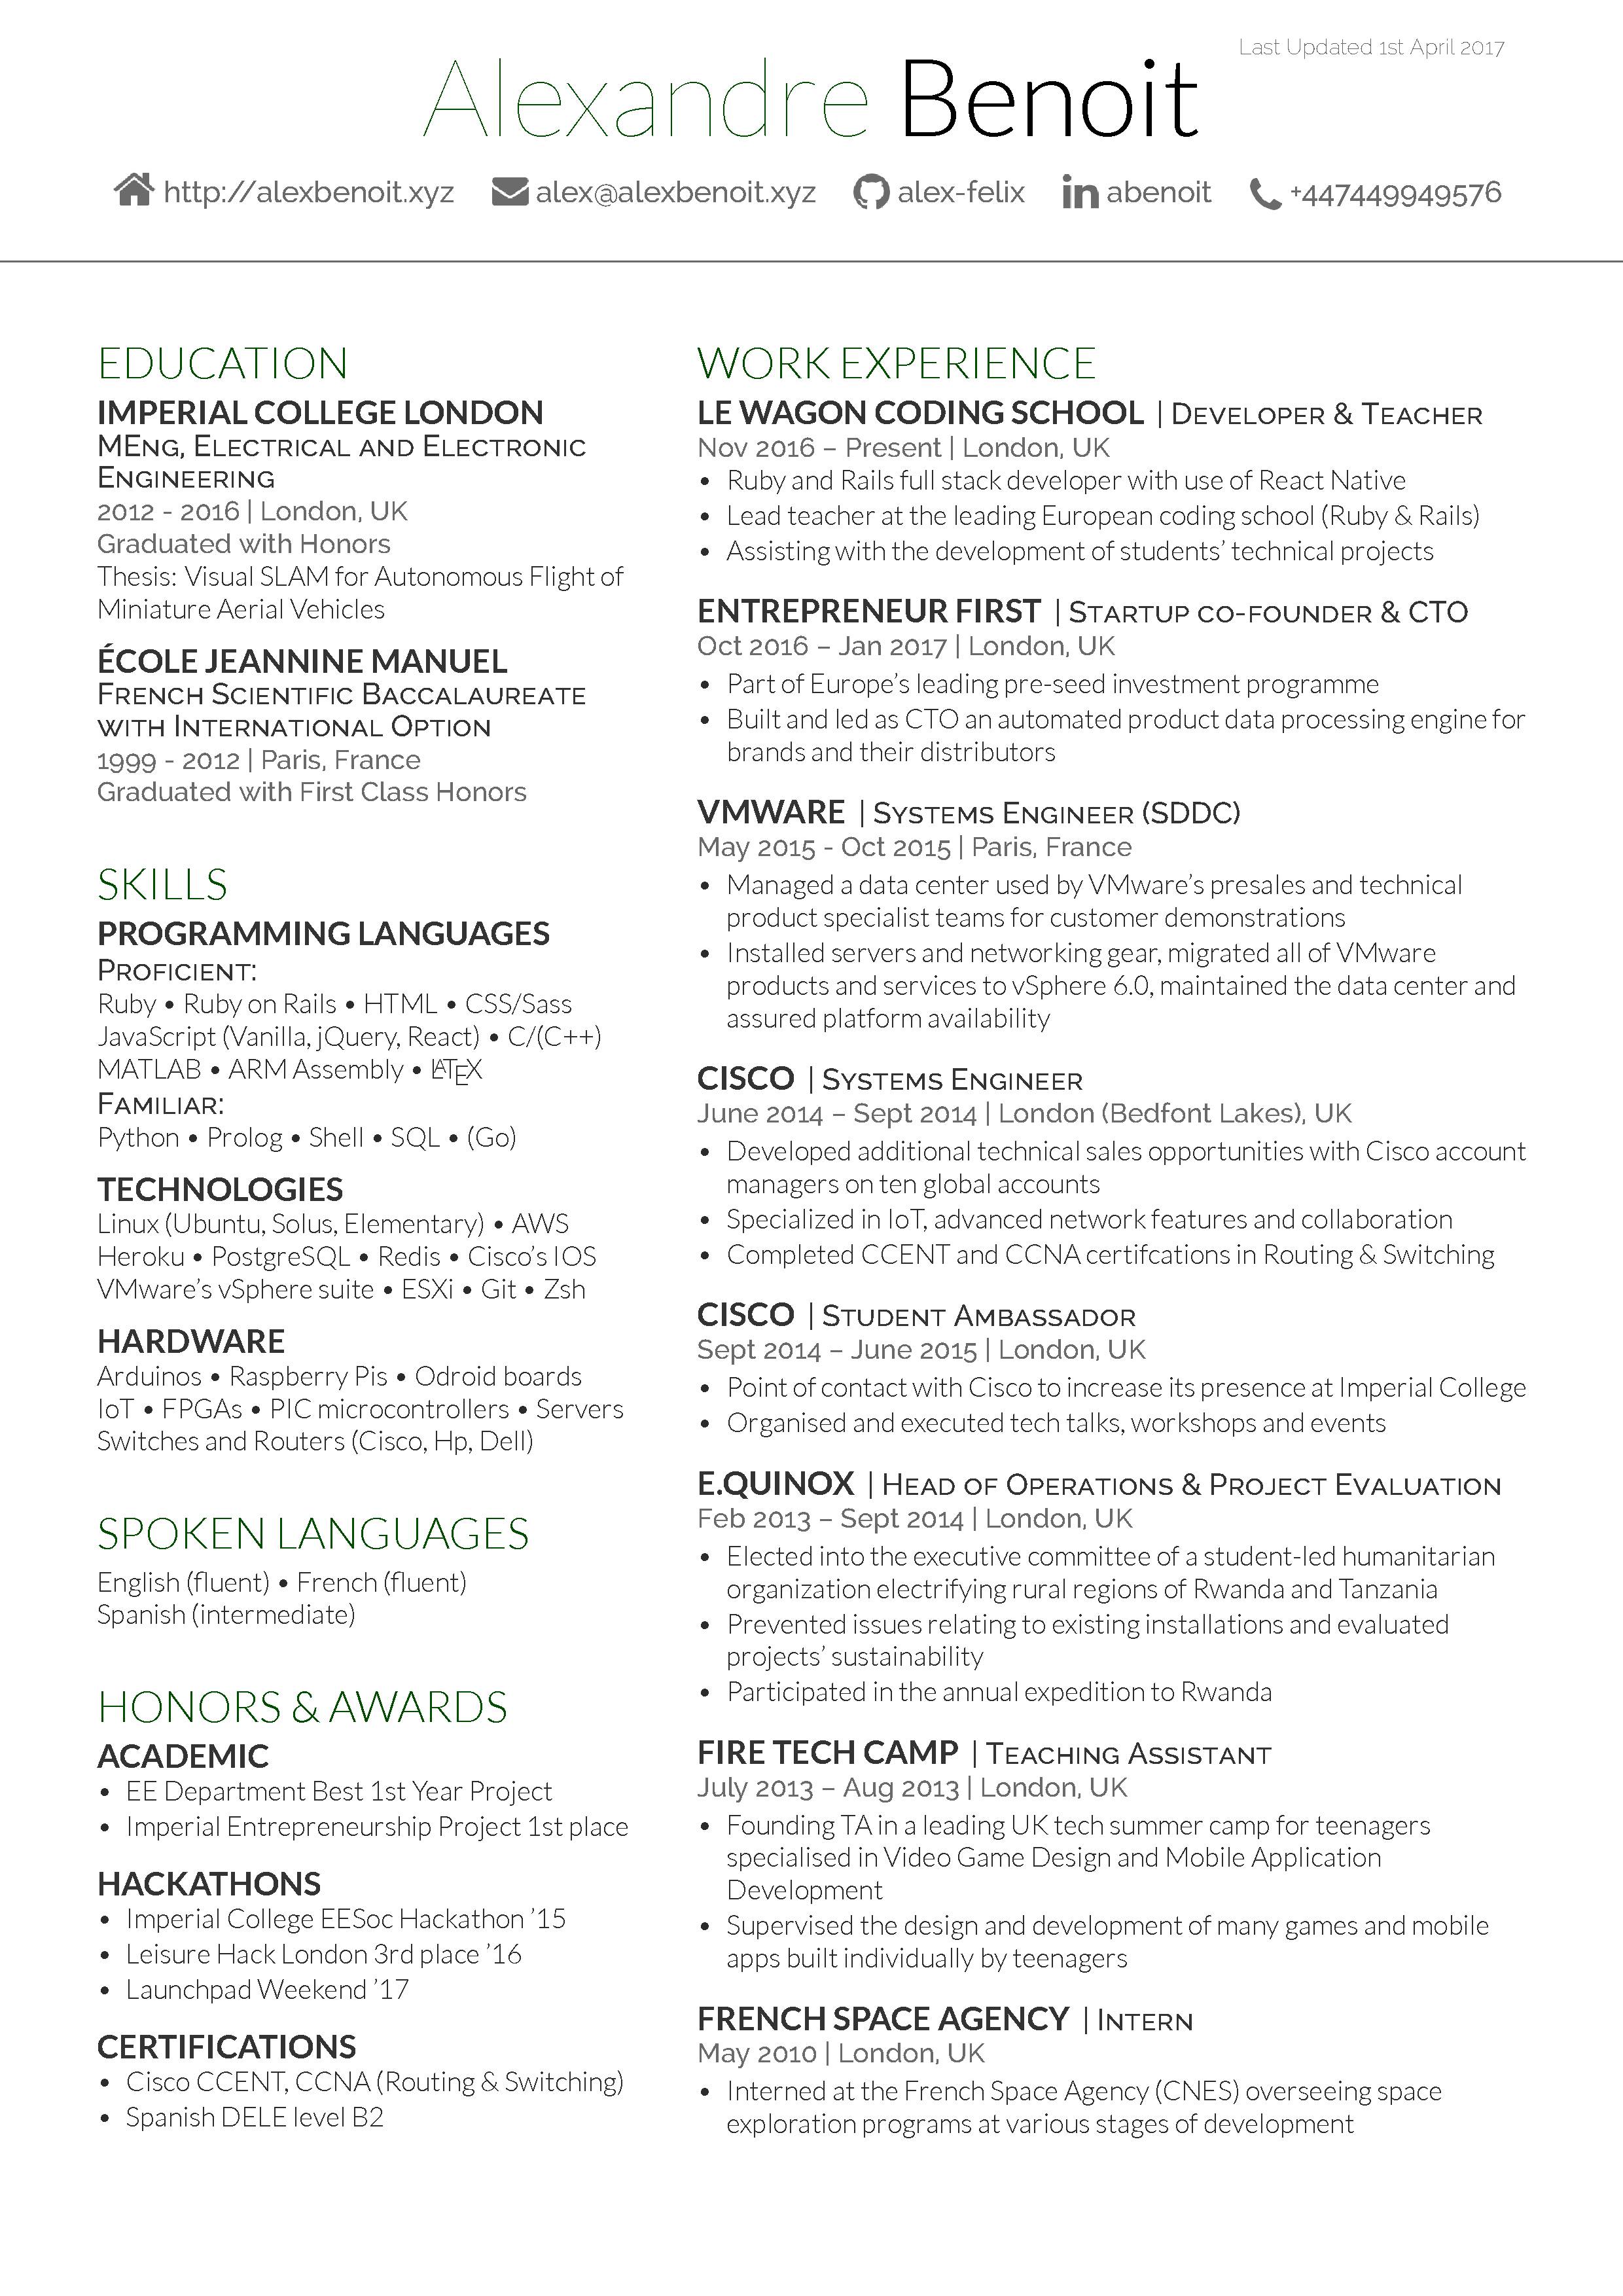 Last Updated 1st April 2017
Alexandre Benoit
http://alexbenoit.xyz alex@alexbenoit.xyz alex-felix abenoit +447449949576
EDUCATION
IMPERIAL COLLEGE LONDON
MENG, ELECTRICAL AND ELECTRONIC
ENGINEERING
2012 - 2016 | London, UK
Graduated with Honors
Thesis: Visual SLAM for Autonomous Flight of
Miniature Aerial Vehicles
ÉCOLE JEANNINE MANUEL
FRENCH SCIENTIFIC BACCALAUREATE
WITH INTERNATIONAL OPTION
1999 - 2012 | Paris, France
Graduated with First Class Honors
SKILLS
PROGRAMMING LANGUAGES
PROFICIENT:
Ruby • Ruby on Rails • HTML • CSS/Sass
JavaScript (Vanilla, jQuery, React) • C/(C++)
MATLAB • ARM Assembly • LATEX
FAMILIAR:
Python • Prolog • Shell • SQL • (Go)
TECHNOLOGIES
Linux (Ubuntu, Solus, Elementary) • AWS
Heroku • PostgreSQL • Redis • Cisco's IOS
VMware's vSphere suite • ESXi • Git • Zsh
HARDWARE
Arduinos • Raspberry Pis • Odroid boards
IoT • FPGAs • PIC microcontrollers • Servers
Switches and Routers (Cisco, Hp, Dell)
SPOKEN LANGUAGES
English (fluent) • French (fluent)
Spanish (intermediate)
HONORS & AWARDS
ACADEMIC
• EE Department Best 1st Year Project
• Imperial Entrepreneurship Project 1st place
HACKATHONS
• Imperial College EESoc Hackathon ’15
• Leisure Hack London 3rd place ’16
• Launchpad Weekend ’17
CERTIFICATIONS
• Cisco CCENT, CCNA (Routing & Switching)
• Spanish DELE level B2
WORK EXPERIENCE
LE WAGON CODING SCHOOL | DEVELOPER & TEACHER
Nov 2016 – Present | London, UK
• Ruby and Rails full stack developer with use of React Native
• Lead teacher at the leading European coding school (Ruby & Rails)
• Assisting with the development of students’ technical projects
ENTREPRENEUR FIRST | STARTUP CO-FOUNDER & CTO
Oct 2016 – Jan 2017 | London, UK
• Part of Europe’s leading pre-seed investment programme
• Built and led as CTO an automated product data processing engine for
brands and their distributors
VMWARE | SYSTEMS ENGINEER (SDDC)
May 2015 - Oct 2015 | Paris, France
• Managed a data center used by VMware’s presales and technical
product specialist teams for customer demonstrations
• Installed servers and networking gear, migrated all of VMware
products and services to vSphere 6.0, maintained the data center and
assured platform availability
CISCO | SYSTEMS ENGINEER
June 2014 – Sept 2014 | London (Bedfont Lakes), UK
• Developed additional technical sales opportunities with Cisco account
managers on ten global accounts
• Specialized in IoT, advanced network features and collaboration
• Completed CCENT and CCNA certifcations in Routing & Switching
CISCO | STUDENT AMBASSADOR
Sept 2014 – June 2015 | London, UK
• Point of contact with Cisco to increase its presence at Imperial College
• Organised and executed tech talks, workshops and events
E.QUINOX | HEAD OF OPERATIONS & PROJECT EVALUATION
Feb 2013 – Sept 2014 | London, UK
• Elected into the executive committee of a student-led humanitarian
organization electrifying rural regions of Rwanda and Tanzania
• Prevented issues relating to existing installations and evaluated
projects’ sustainability
• Participated in the annual expedition to Rwanda
FIRE TECH CAMP | TEACHING ASSISTANT
July 2013 – Aug 2013 | London, UK
• Founding TA in a leading UK tech summer camp for teenagers
specialised in Video Game Design and Mobile Application
Development
• Supervised the design and development of many games and mobile
apps built individually by teenagers
FRENCH SPACE AGENCY | INTERN
May 2010 | London, UK
• Interned at the French Space Agency (CNES) overseeing space
exploration programs at various stages of development